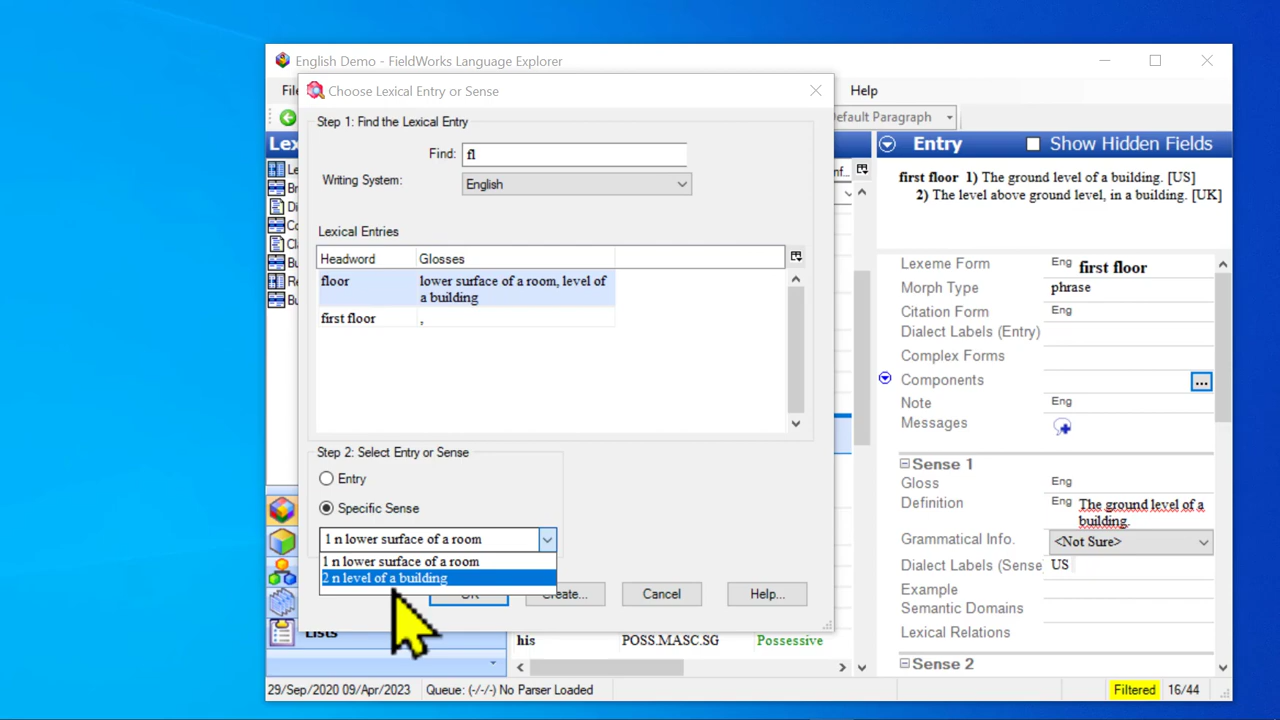 English Demo - FieldWorks Language Explorer
File
Help
Choose Lexical Entry or Sense
Step 1: Find the Lexical Entry
Find: fl
Writing System: English
Lexical Entries
Headword Glosses
floor lower surface of a room, level of
a building
first floor ,
Step 2: Select Entry or Sense
Entry
Specific Sense
1 n lower surface of a room
1 n lower surface of a room
2 n level of a building
OK Create... Cancel Help...
Lists
his POSS.MASC.SG Possessive
Paragraph
Entry Show Hidden Fields
first floor 1) The ground level of a building. [US]
2) The level above ground level, in a building. [UK]
Lexeme Form Eng first floor
Morph Type phrase
Citation Form Eng
Dialect Labels (Entry)
Complex Forms
Components ...
Note Eng
Messages
Sense 1
Gloss Eng
Definition Eng The ground level of a
building.
Grammatical Info. <Not Sure>
Dialect Labels (Sense US
Example
Semantic Domains
Lexical Relations
Sense 2
29/Sep/2020 09/Apr/2023 Queue: (-/-/-) No Parser Loaded Filtered 16/44